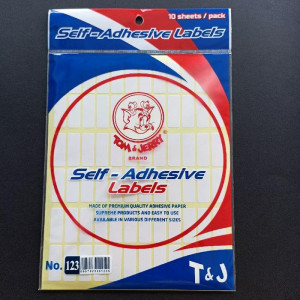 10 sheets / pack
Self - Adhesive Labels
TOM & JERRY
BRAND
Self - Adhesive
Labels
MADE OF PREMIUM QUALITY ADHESIVE PAPER
SUPREME PRODUCTS AND EASY TO USE
AVAILABLE IN VARIOUS DIFFERENT SIZES
No. 123
T & J